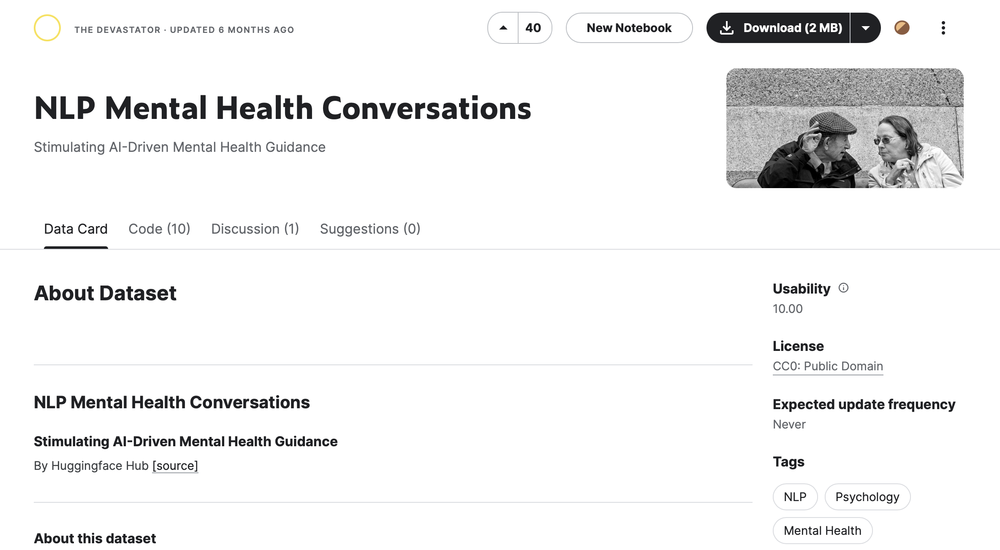 THE DEVASTATOR · UPDATED 6 MONTHS AGO
40
New Notebook
Download (2 MB)
NLP Mental Health Conversations
Stimulating AI-Driven Mental Health Guidance
Data Card
Code (10)
Discussion (1)
Suggestions (0)
About Dataset
NLP Mental Health Conversations
Stimulating AI-Driven Mental Health Guidance
By Huggingface Hub [source]
About this dataset
Usability
10.00
License
CC0: Public Domain
Expected update frequency
Never
Tags
NLP
Psychology
Mental Health